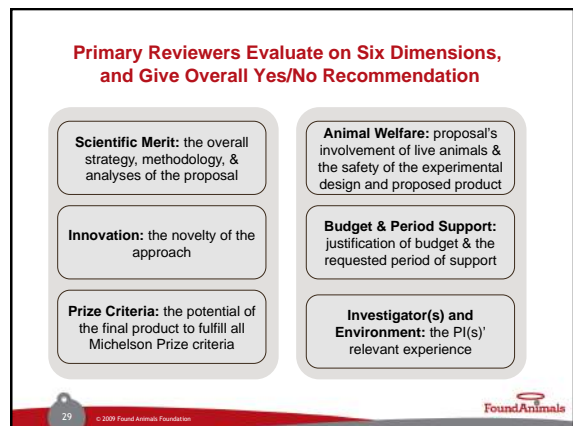 Primary Reviewers Evaluate on Six Dimensions,
and Give Overall Yes/No Recommendation
Scientific Merit: the overall
strategy, methodology, &
analyses of the proposal
Innovation: the novelty of the
approach
Prize Criteria: the potential of
the final product to fulfill all
Michelson Prize criteria
Animal Welfare: proposal's
involvement of live animals &
the safety of the experimental
design and proposed product
Budget & Period Support:
justification of budget & the
requested period of support
Investigator(s) and
Environment: the PI(s)'
relevant experience
29
© 2009 Found Animals Foundation
FoundAnimals